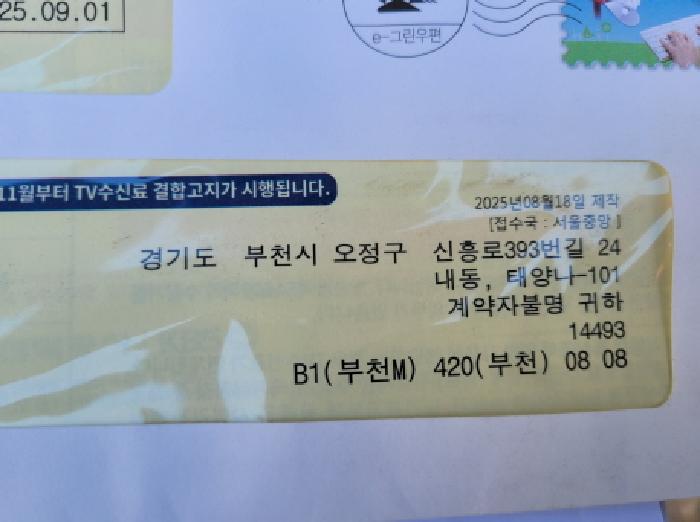 25.09.01
e-그린우편
11월부터 TV수신료 결합고지가 시행됩니다.
2025년08월18일 제작
[접수국 : 서울중앙 ]
경기도 부천시 오정구 신흥로393번길 24
내동, 태양나-101
계약자불명 귀하
14493
B1(부천M) 420(부천) 08 08